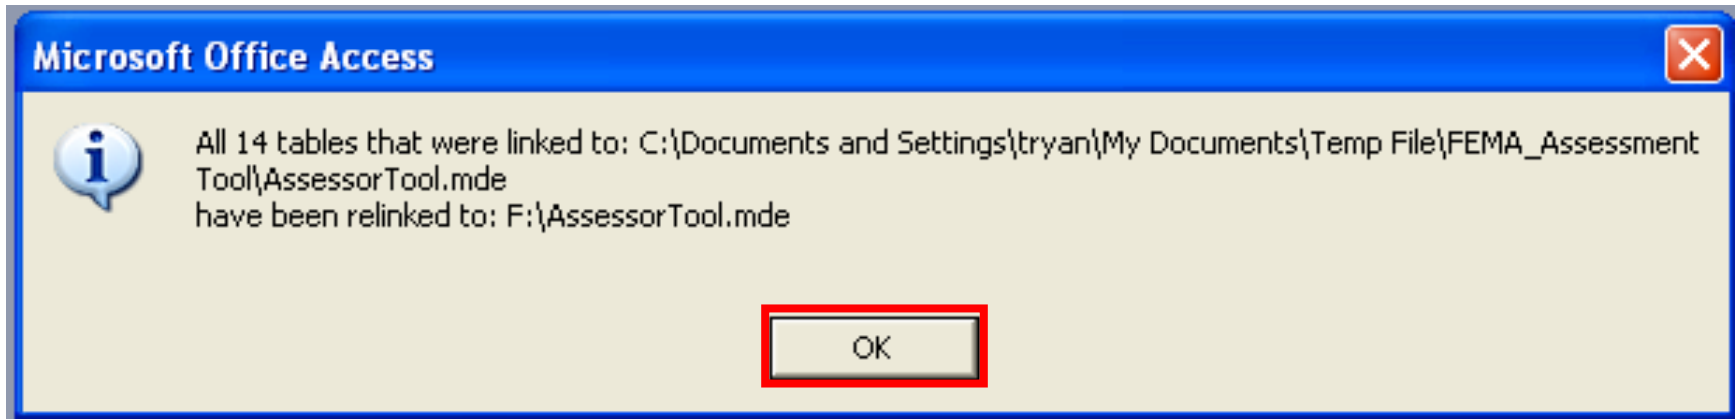 Microsoft Office Access
All 14 tables that were linked to: C:\Documents and Settings\tryan\My Documents\Temp File\FEMA_Assessment
Tool\AssessorTool.mde
have been relinked to: F:\AssessorTool.mde
OK